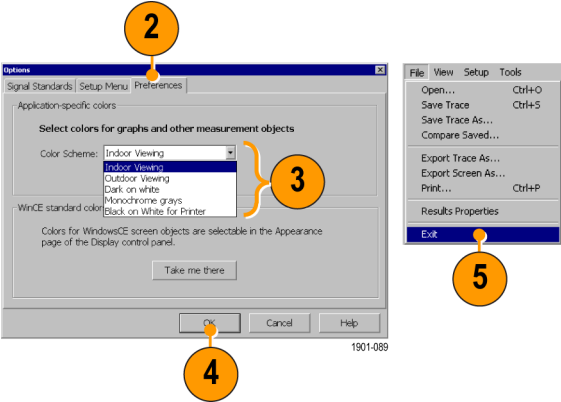 2
Options
Signal Standards Setup Menu Preferences
Application-specific colors
Select colors for graphs and other measurement objects
Color Scheme: Indoor Viewing
Indoor Viewing
Outdoor Viewing
Dark on white
Monochrome grays
Black on White for Printer
3
WinCE standard color
Colors for WindowsCE screen objects are selectable in the Appearance
page of the Display control panel.
Take me there
OK Cancel Help
4
1901-089
File View Setup Tools
Open... Ctrl+O
Save Trace Ctrl+S
Save Trace As...
Compare Saved...
Export Trace As...
Export Screen As...
Print... Ctrl+P
Results Properties
Exit
5